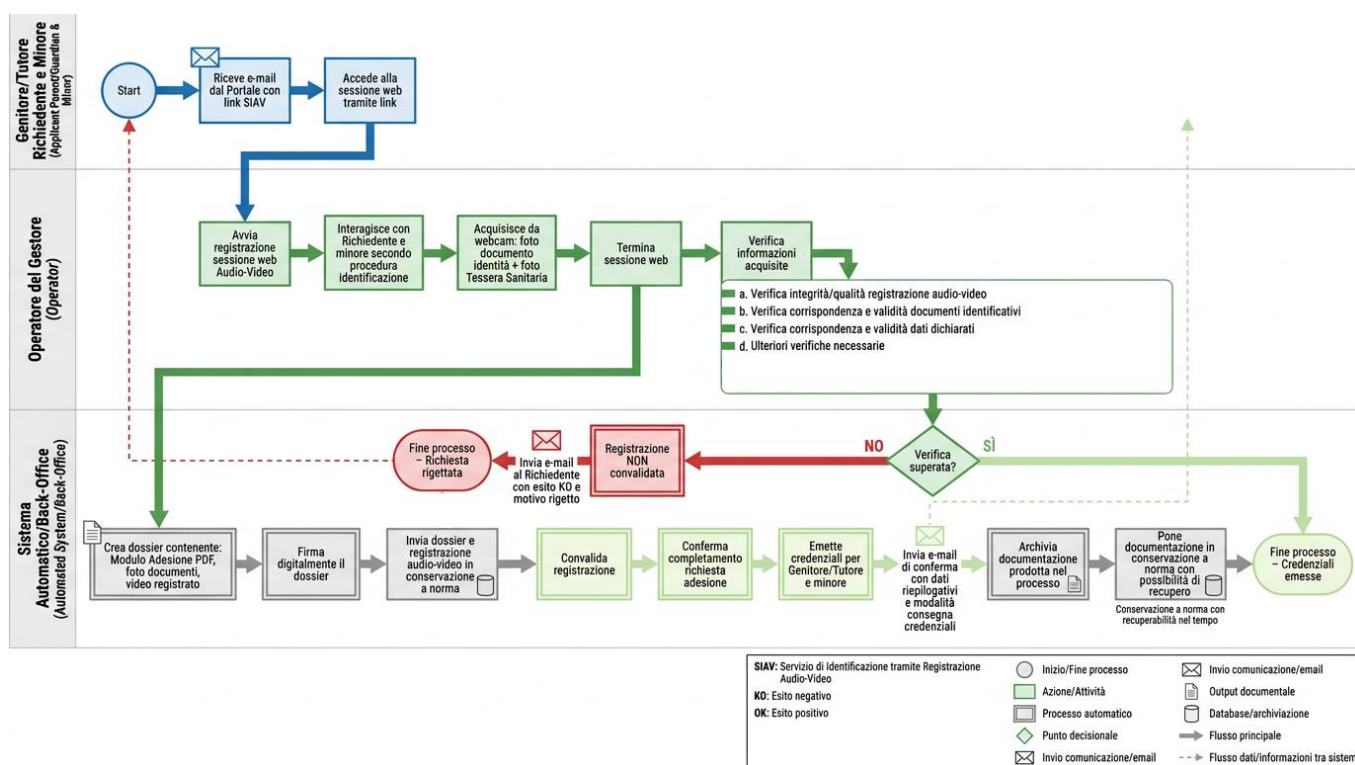 Genitore/Tutore
Richiedente e Minore
(Applicant Parent/Guardian &
Minor)
Start
Riceve e-mail
dal Portale con
link SIAV
Accede alla
sessione web
tramite link
Operatore del Gestore
(Operator)
Avvia
registrazione
sessione web
Audio-Video
Interagisce con
Richiedente e
minore secondo
procedura
identificazione
Acquisisce da
webcam: foto
documento
identità + foto
Tessera Sanitaria
Termina
sessione web
Verifica
informazioni
acquisite
a. Verifica integrità/qualità registrazione audio-video
b. Verifica corrispondenza e validità documenti identificativi
c. Verifica corrispondenza e validità dati dichiarati
d. Ulteriori verifiche necessarie
Sistema
Automatico/Back-Office
(Automated System/Back-Office)
Fine processo
– Richiesta
rigettata
Invia e-mail
al Richiedente
con esito KO e
motivo rigetto
Registrazione
NON
convalidata
NO
Verifica
superata?
SÌ
Crea dossier contenente:
Modulo Adesione PDF,
foto documenti,
video registrato
Firma
digitalmente il
dossier
Invia dossier e
registrazione
audio-video in
conservazione
a norma
Convalida
registrazione
Conferma
completamento
richiesta
adesione
Emette
credenziali per
Genitore/Tutore
e minore
Invia e-mail
di conferma
con dati
riepilogativi
e modalità
consegna
credenziali
Archivia
documentazione
prodotta nel
processo
Pone
documentazione in
conservazione a
norma con
possbilità di
recupero
Conservazione a norma con
recuperabilità nel tempo
Fine processo
– Credenziali
emesse
SIAV: Servizio di Identificazione tramite Registrazione
Audio-Video
KO: Esito negativo
OK: Esito positivo
Inizio/Fine processo
Azione/Attività
Processo automatico
Punto decisionale
Invio comunicazione/email
Invio comunicazione/email
Output documentale
Database/archiviazione
Flusso principale
Flusso dati/informazioni tra sistem